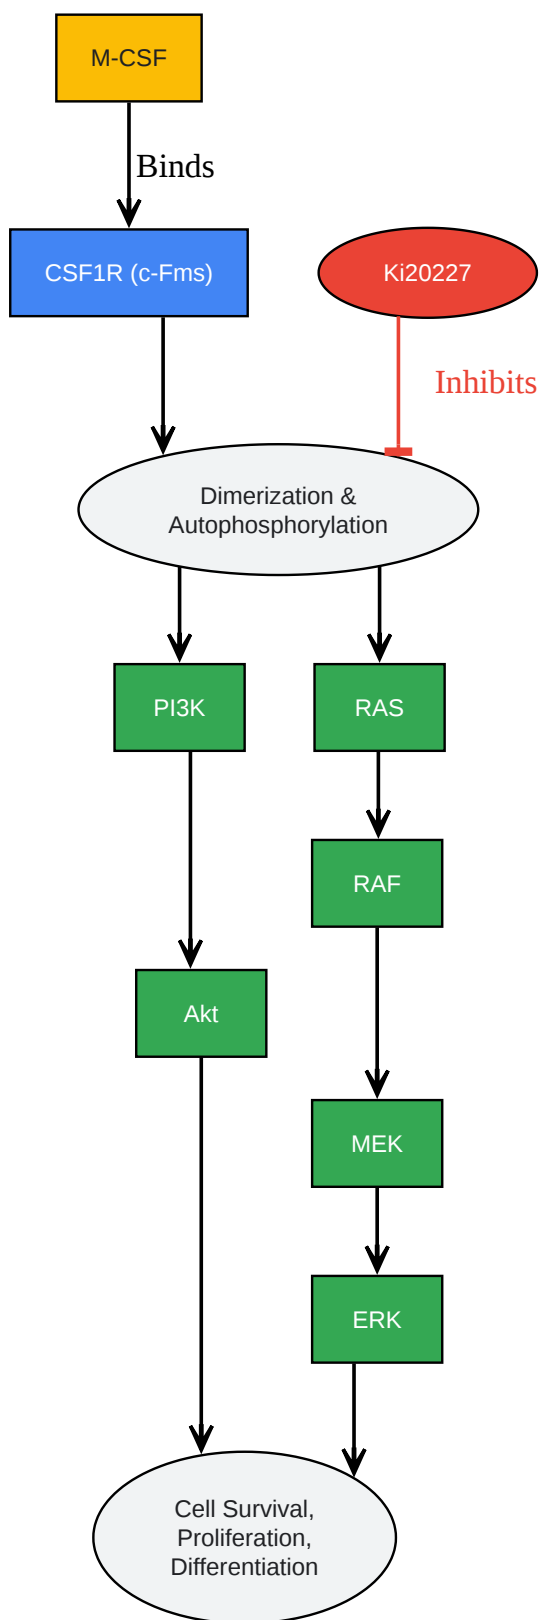 M-CSF
Binds
CSF1R (c-Fms)
Ki20227
Inhibits
Dimerization &
Autophosphorylation
PI3K
RAS
RAF
Akt
MEK
ERK
Cell Survival,
Proliferation,
Differentiation